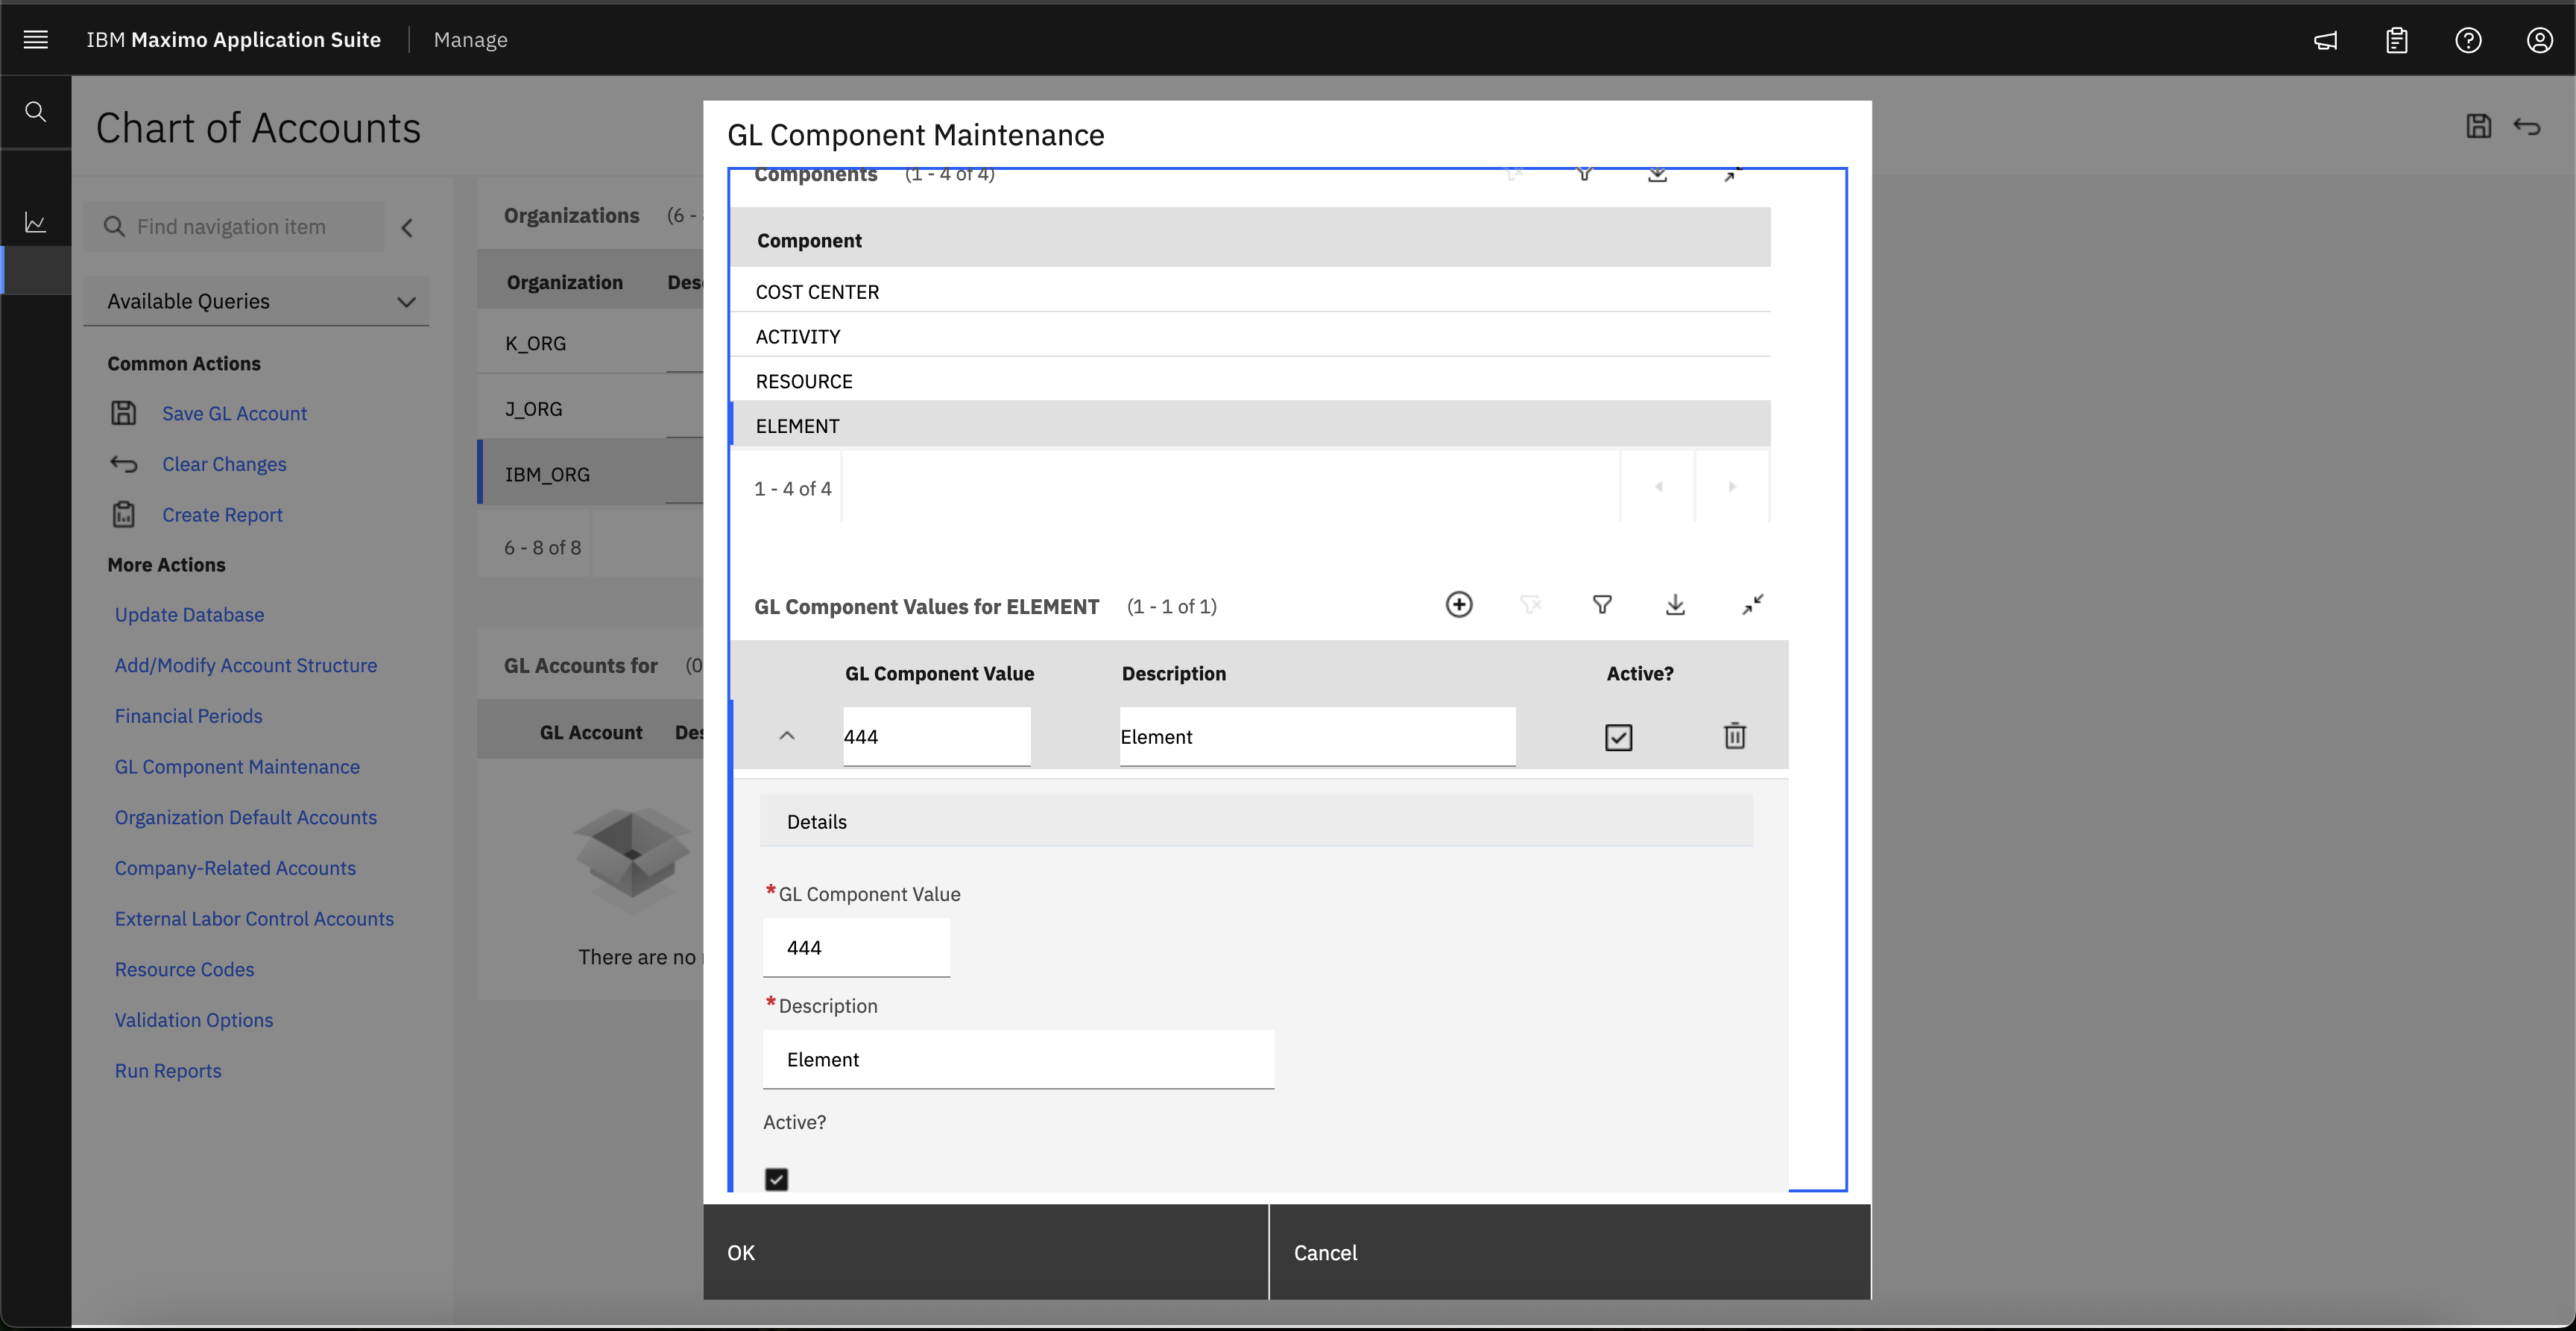 IBM Maximo Application Suite
Manage
Chart of Accounts
Find navigation item
Available Queries
Common Actions
Save GL Account
Clear Changes
Create Report
More Actions
Update Database
Add/Modify Account Structure
Financial Periods
GL Component Maintenance
Organization Default Accounts
Company-Related Accounts
External Labor Control Accounts
Resource Codes
Validation Options
Run Reports
Organizations (6 -
Organization
K_ORG
J_ORG
IBM_ORG
6 - 8 of 8
GL Accounts for (0
GL Account
There are no
GL Component Maintenance
Components (1 - 4 of 4)
Component
COST CENTER
ACTIVITY
RESOURCE
ELEMENT
1 - 4 of 4
GL Component Values for ELEMENT (1 - 1 of 1)
GL Component Value Description Active?
444 Element
Details
*GL Component Value
444
*Description
Element
Active?
OK
Cancel